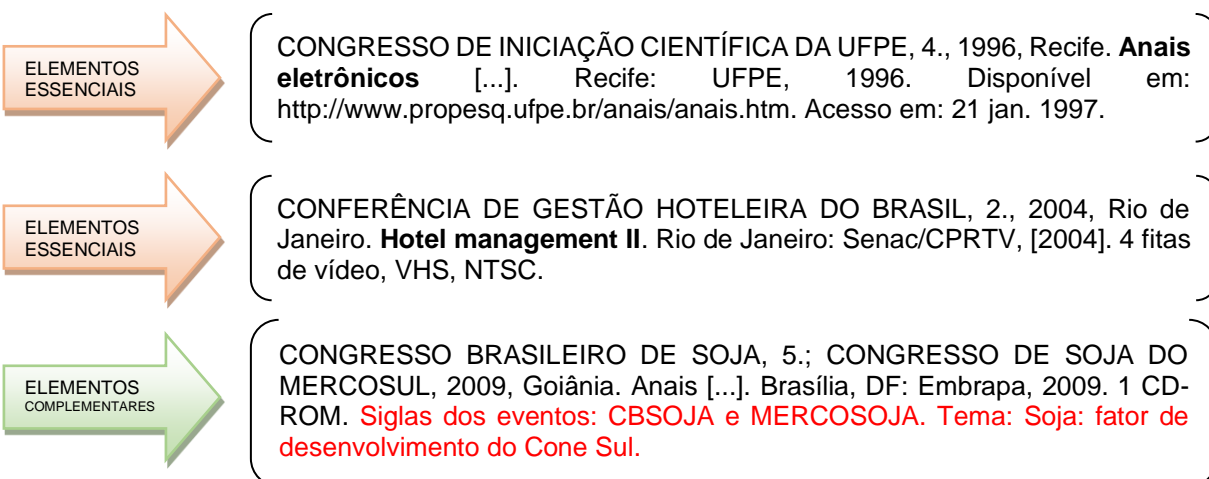 ELEMENTOS
ESSENCIAIS
CONGRESSO DE INICIAÇÃO CIENTÍFICA DA UFPE, 4., 1996, Recife. Anais
eletrônicos [...]. Recife: UFPE, 1996. Disponível em:
http://www.propesq.ufpe.br/anais/anais.htm. Acesso em: 21 jan. 1997.
ELEMENTOS
ESSENCIAIS
CONFERÊNCIA DE GESTÃO HOTELEIRA DO BRASIL, 2., 2004, Rio de
Janeiro. Hotel management II. Rio de Janeiro: Senac/CPRTV, [2004]. 4 fitas
de vídeo, VHS, NTSC.
ELEMENTOS
COMPLEMENTARES
CONGRESSO BRASILEIRO DE SOJA, 5.; CONGRESSO DE SOJA DO
MERCOSUL, 2009, Goiânia. Anais [...]. Brasília, DF: Embrapa, 2009. 1 CD-
ROM. Siglas dos eventos: CBSOJA e MERCOSOJA. Tema: Soja: fator de
desenvolvimento do Cone Sul.